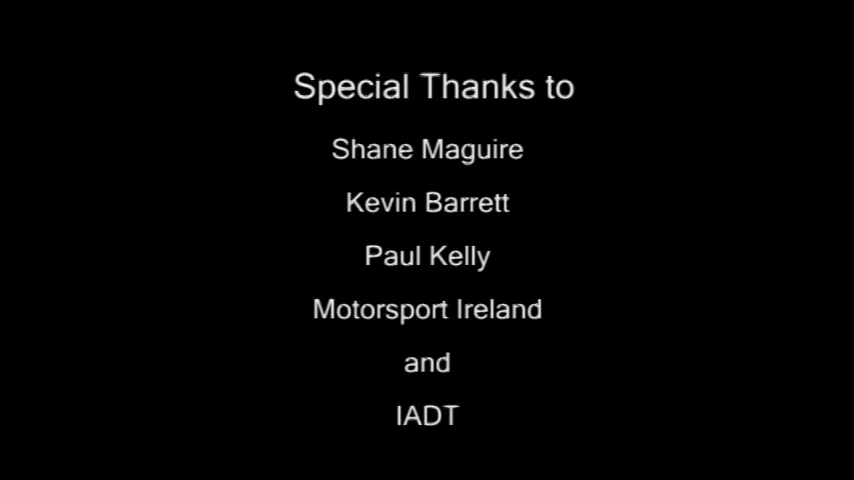 Special Thanks to
Shane Maguire
Kevin Barrett
Paul Kelly
Motorsport Ireland
and
IADT